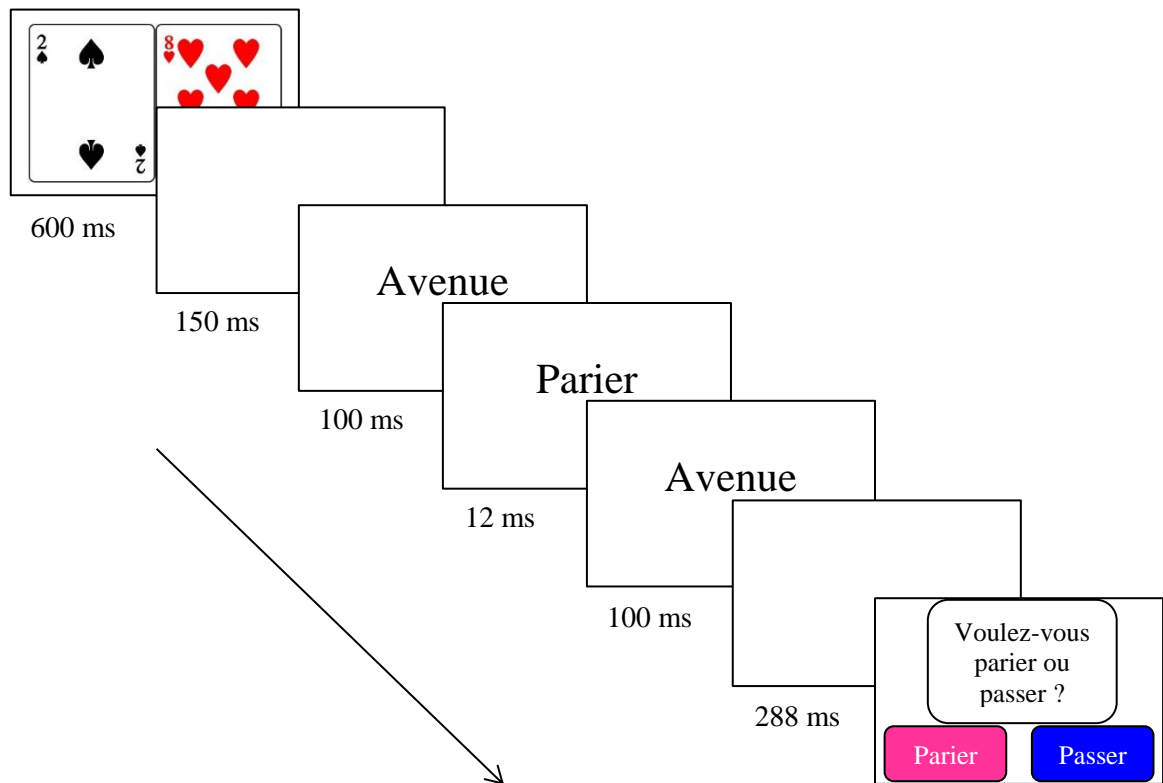 2
8
2
600 ms
150 ms
Avenue
100 ms
Parier
12 ms
Avenue
100 ms
288 ms
Voulez-vous
parier ou
passer ?
Parier
Passer